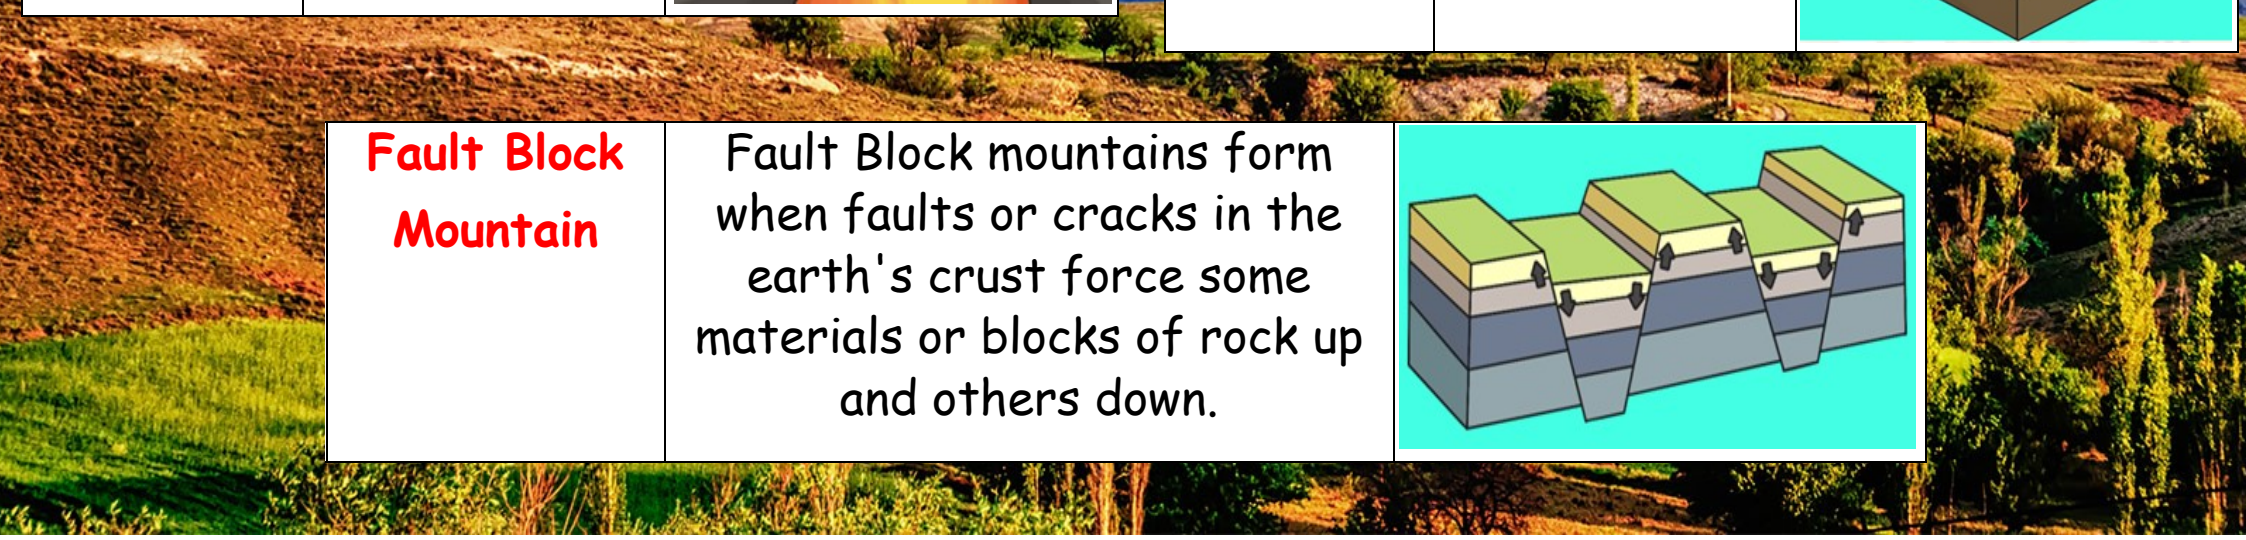 Fault Block
Mountain
Fault Block mountains form
when faults or cracks in the
earth's crust force some
materials or blocks of rock up
and others down.